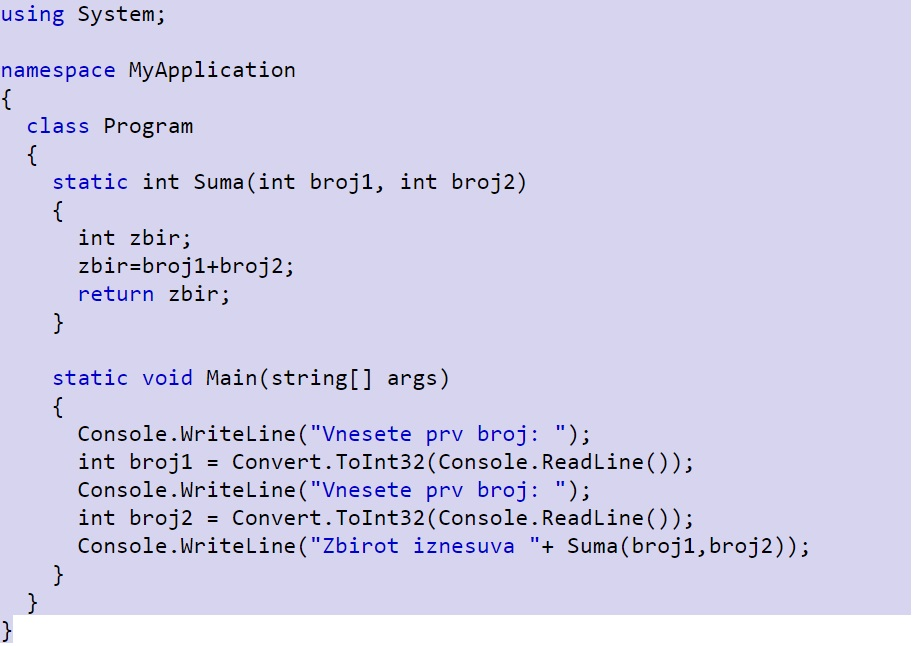 using System;

namespace MyApplication
{
  class Program
  {
    static int Suma(int broj1, int broj2)
    {
      int zbir;
      zbir=broj1+broj2;
      return zbir;
    }

    static void Main(string[] args)
    {
      Console.WriteLine("Vnesete prv broj: ");
      int broj1 = Convert.ToInt32(Console.ReadLine());
      Console.WriteLine("Vnesete prv broj: ");
      int broj2 = Convert.ToInt32(Console.ReadLine());
      Console.WriteLine("Zbirot iznesuva "+ Suma(broj1,broj2));
    }
  }
}